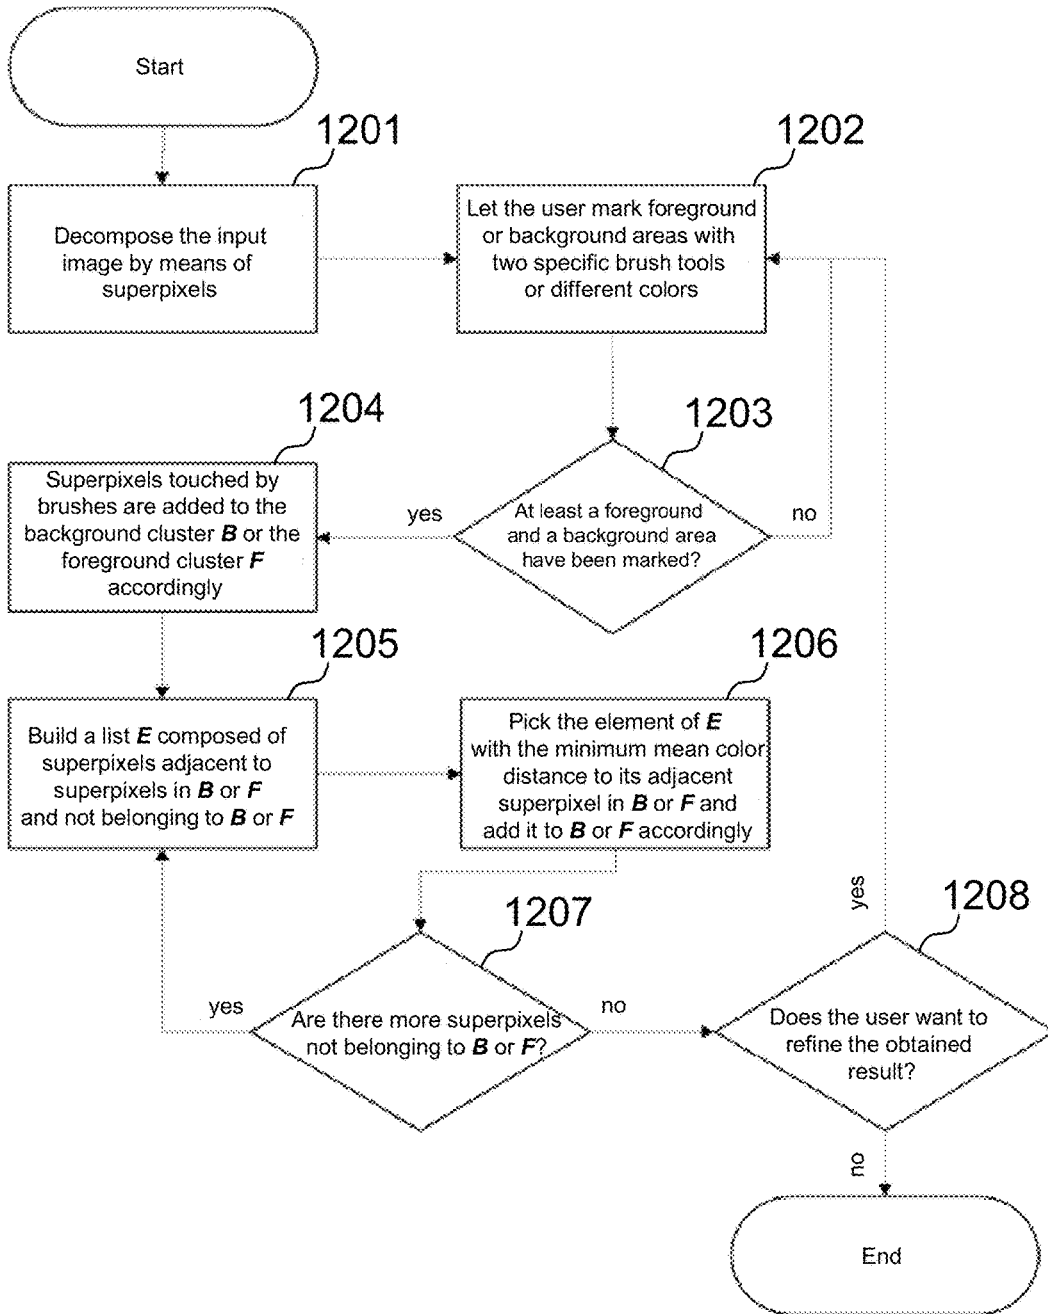 Start
1201
Decompose the input
image by means of
superpixels
1202
Let the user mark foreground
or background areas with
two specific brush tools
or different colors
1203
At least a foreground
and a background area
have been marked?
yes
no
1204
Superpixels touched by
brushes are added to the
background cluster B or the
foreground cluster F
accordingly
1205
Build a list E composed of
superpixels adjacent to
superpixels in B or F
and not belonging to B or F
1206
Pick the element of E
with the minimum mean color
distance to its adjacent
superpixel in B or F and
add it to B or F accordingly
1207
Are there more superpixels
not belonging to B or F?
yes
no
1208
Does the user want to
refine the obtained
result?
yes
no
End